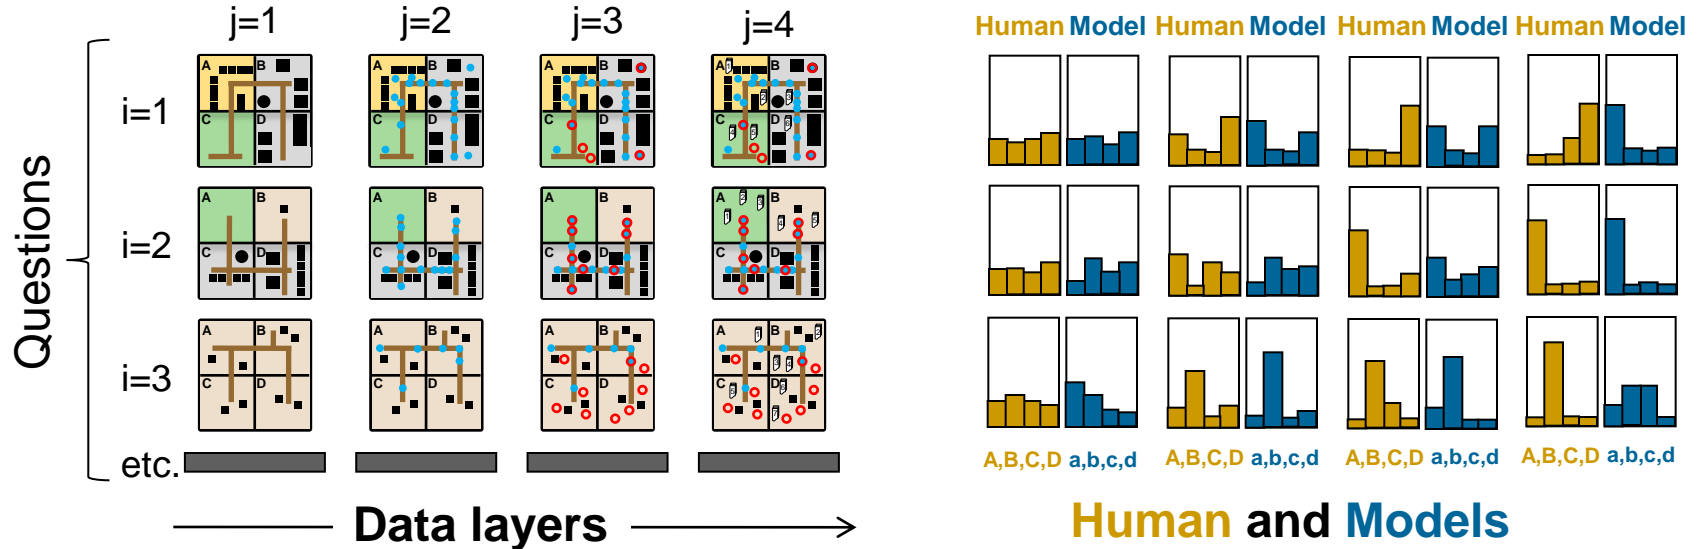 j=1 j=2 j=3 j=4
Human Model Human Model Human Model Human Model
Questions
i=1
A B C D
A B C D
A B C D
A B C D
i=2
A B C D
A B C D
A B C D
A B C D
i=3
A B C D
A B C D
A B C D
A B C D
etc.
A,B,C,D a,b,c,d A,B,C,D a,b,c,d A,B,C,D a,b,c,d A,B,C,D a,b,c,d
Data layers
Human and Models